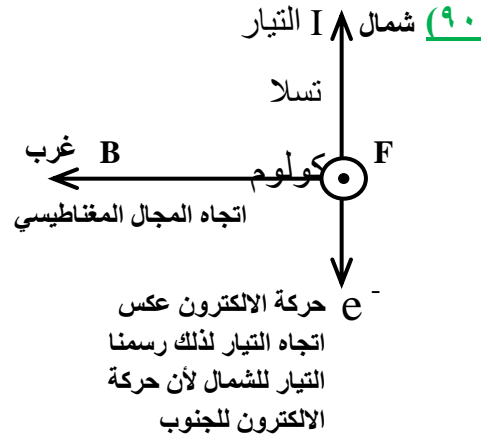 ٩٠) شمال I التيار
تسلا
كولوم F
غرب B
اتجاه المجال المغناطيسي
e -
حركة الالكترون عكس
اتجاه التيار لذلك رسمنا
التيار للشمال لأن حركة
الالكترون للجنوب